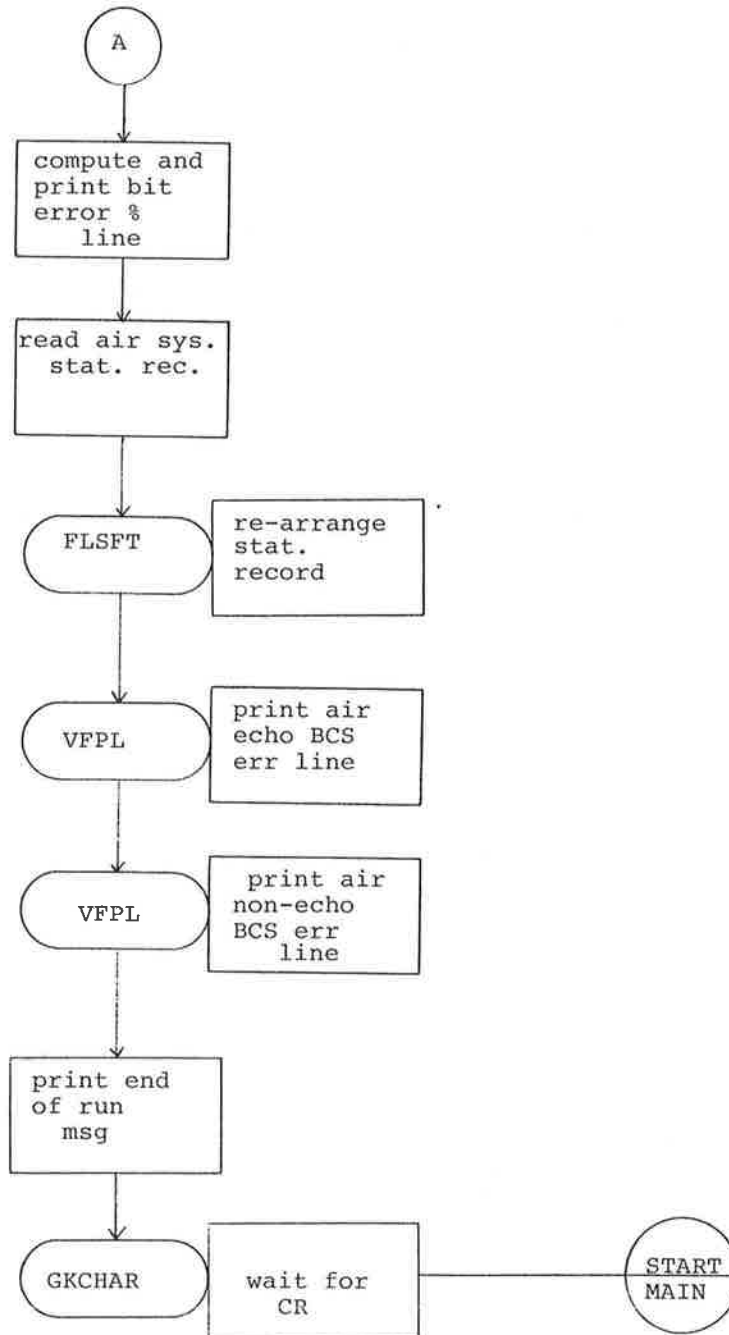 A
compute and
print bit
error %
line
read air sys.
stat. rec.
FLSFT
re-arrange
stat.
record
VFPL
print air
echo BCS
err line
VFPL
print air
non-echo
BCS err
line
print end
of run
msg
GKCHAR
wait for
CR
START
MAIN